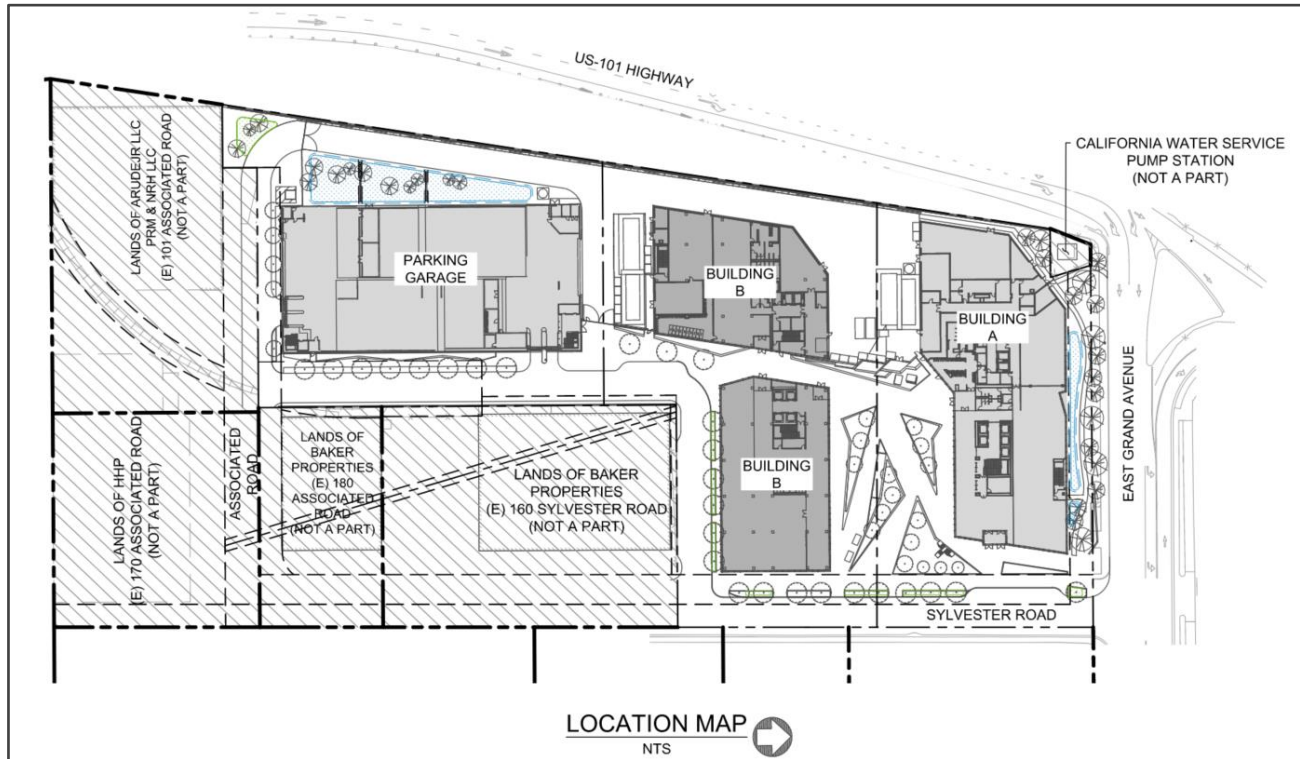 US-101 HIGHWAY
CALIFORNIA WATER SERVICE
PUMP STATION
(NOT A PART)
LANDS OF ARUDEJR LLC
PRM & NRH LLC
(E) 101 ASSOCIATED ROAD
(NOT A PART)
PARKING
GARAGE
BUILDING
B
BUILDING
A
BUILDING
B
LANDS OF HHP
(E) 170 ASSOCIATED ROAD
(NOT A PART)
ASSOCIATED
ROAD
LANDS OF
BAKER
PROPERTIES
(E) 180
ASSOCIATED
ROAD
(NOT A PART)
LANDS OF BAKER
PROPERTIES
(E) 160 SYLVESTER ROAD
(NOT A PART)
EAST GRAND AVENUE
SYLVESTER ROAD
LOCATION MAP
NTS